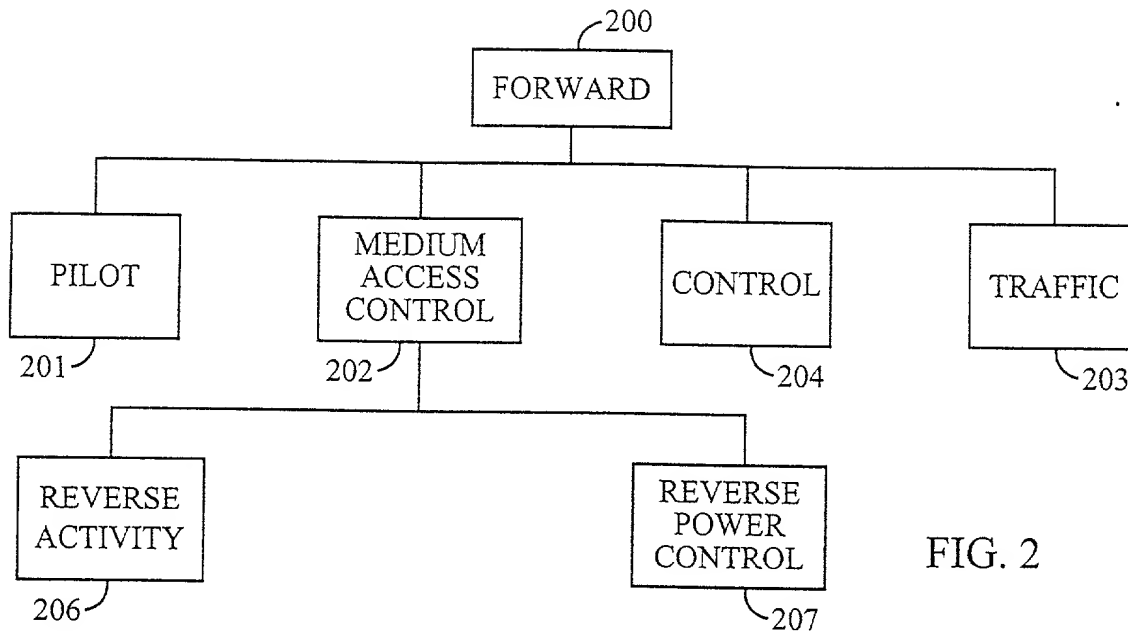 200
FORWARD
PILOT
MEDIUM
ACCESS
CONTROL
CONTROL
TRAFFIC
201
202
204
203
REVERSE
ACTIVITY
REVERSE
POWER
CONTROL
FIG. 2
206
207